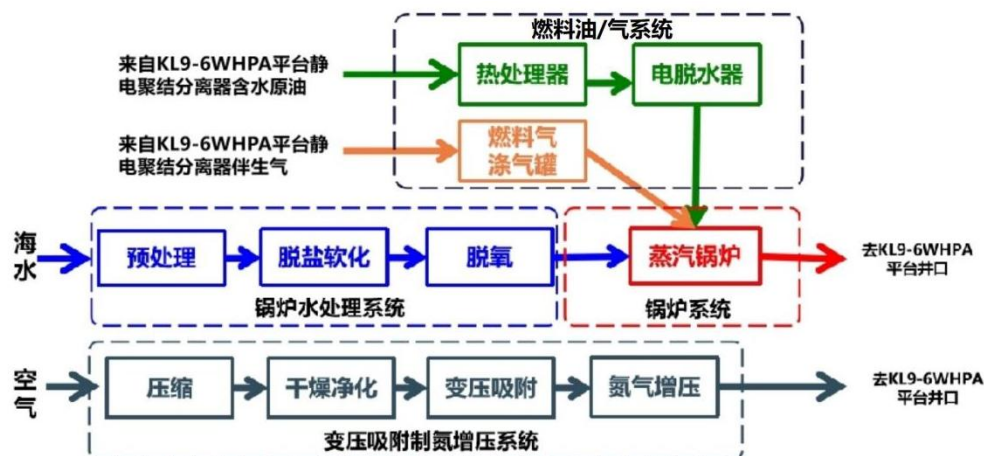 燃料油/气系统
来自KL9-6WHPA平台静
电聚结分离器含水原油
热处理器
电脱水器
来自KL9-6WHPA平台静
电聚结分离器伴生气
燃料气
涤气罐
海
水
预处理
脱盐软化
脱氧
蒸汽锅炉
去KL9-6WHPA
平台井口
锅炉水处理系统
锅炉系统
空
气
压缩
干燥净化
变压吸附
氮气增压
去KL9-6WHPA
平台井口
变压吸附制氮增压系统